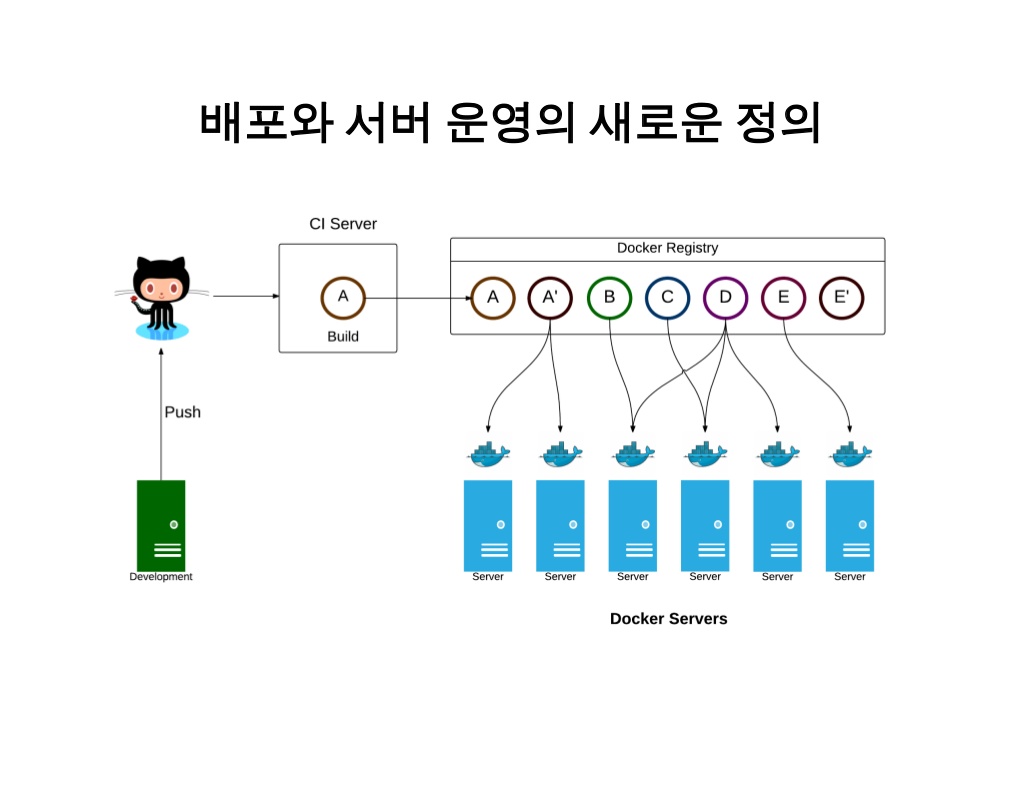 배포와 서버 운영의 새로운 정의
CI Server
Docker Registry
A
A A' B C D E E'
Build
Push
Development
Server Server Server Server Server Server
Docker Servers